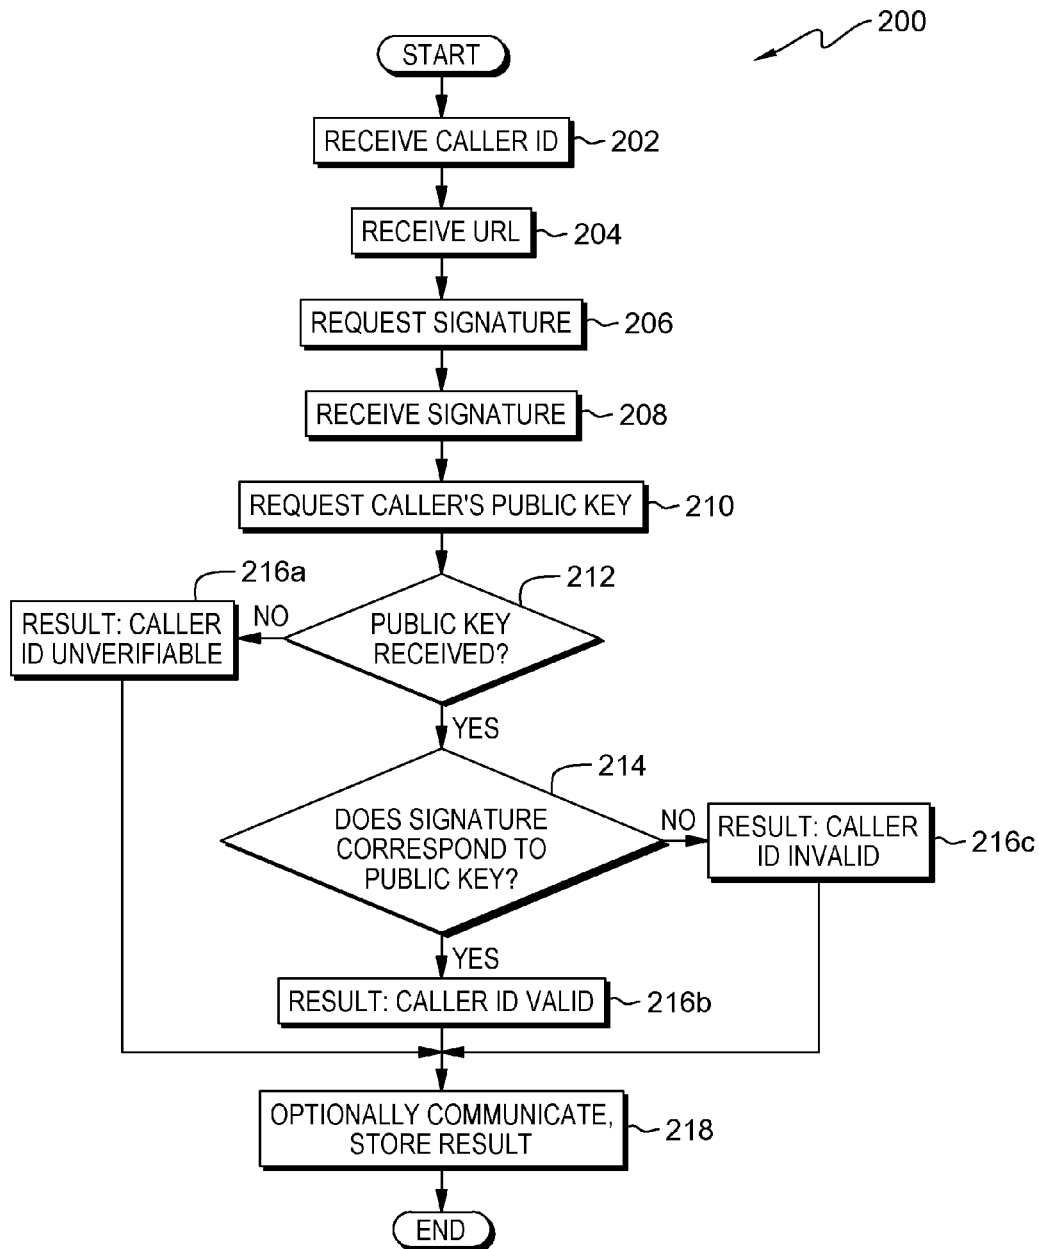 200
START
RECEIVE CALLER ID
202
RECEIVE URL
204
REQUEST SIGNATURE
206
RECEIVE SIGNATURE
208
REQUEST CALLER'S PUBLIC KEY
210
216a
212
RESULT: CALLER
ID UNVERIFIABLE
NO
PUBLIC KEY
RECEIVED?
YES
214
DOES SIGNATURE
CORRESPOND TO
PUBLIC KEY?
NO
RESULT: CALLER
ID INVALID
216c
YES
RESULT: CALLER ID VALID
216b
OPTIONALLY COMMUNICATE,
STORE RESULT
218
END